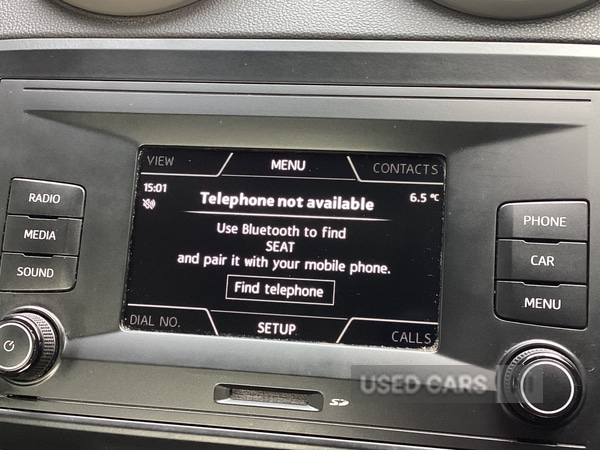 VIEW
MENU
CONTACTS
15:01
Telephone not available
6.5 °C
Use Bluetooth to find
SEAT
and pair it with your mobile phone.
Find telephone
DIAL NO.
SETUP
CALLS
RADIO
MEDIA
SOUND
PHONE
CAR
MENU
SD
USED CARS NI